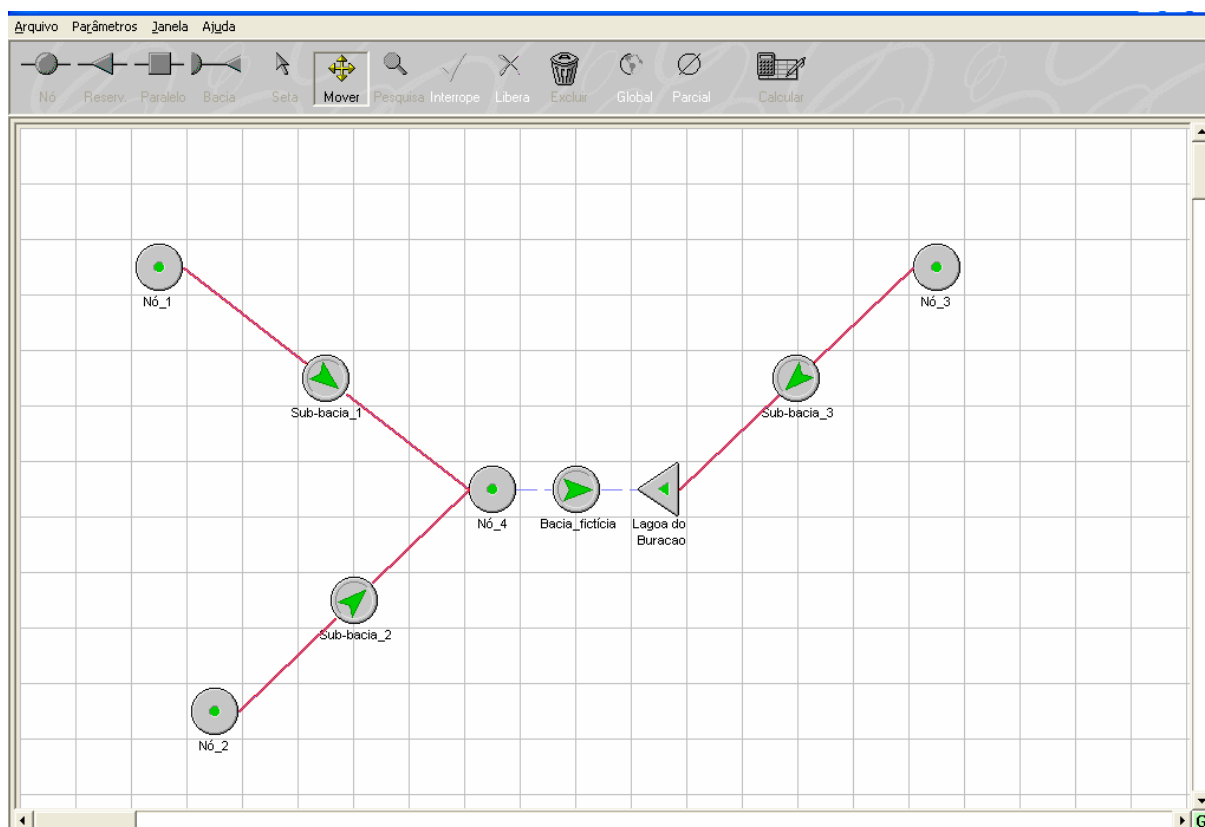 Arquivo Parâmetros Janela Ajuda
Nó Reserv. Paralelo Bacia Seta Mover Pesquisa Interrope Libera Excluir Global Parcial Calcular
Nó_1
Nó_3
Sub-bacia_1
Sub-bacia_3
Nó_4
Bacia_fictícia
Lagoa do
Buracao
Sub-bacia_2
Nó_2
G